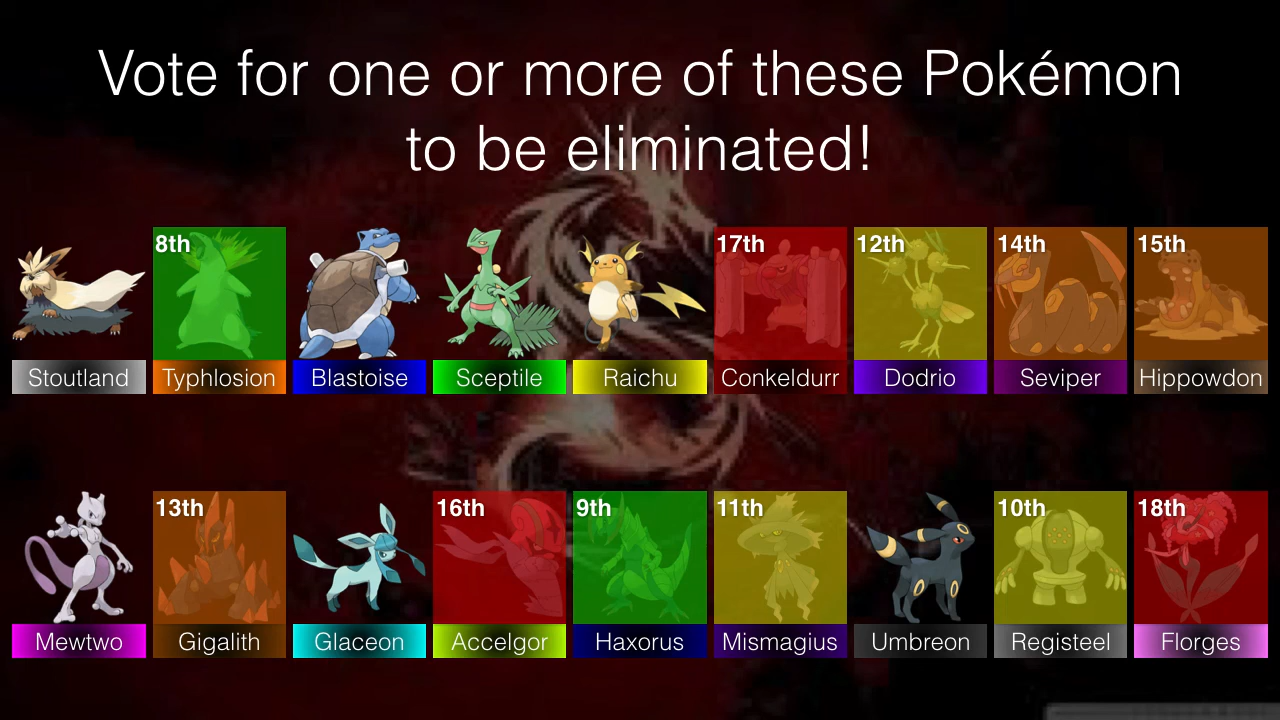 Vote for one or more of these Pokémon
to be eliminated!
8th
17th
12th
14th
15th
Stoutland
Typhlosion
Blastoise
Sceptile
Raichu
Conkeldurr
Dodrio
Seviper
Hippowdon
13th
16th
9th
11th
10th
18th
Mewtwo
Gigalith
Glaceon
Accelgor
Haxorus
Mismagius
Umbreon
Registeel
Florges